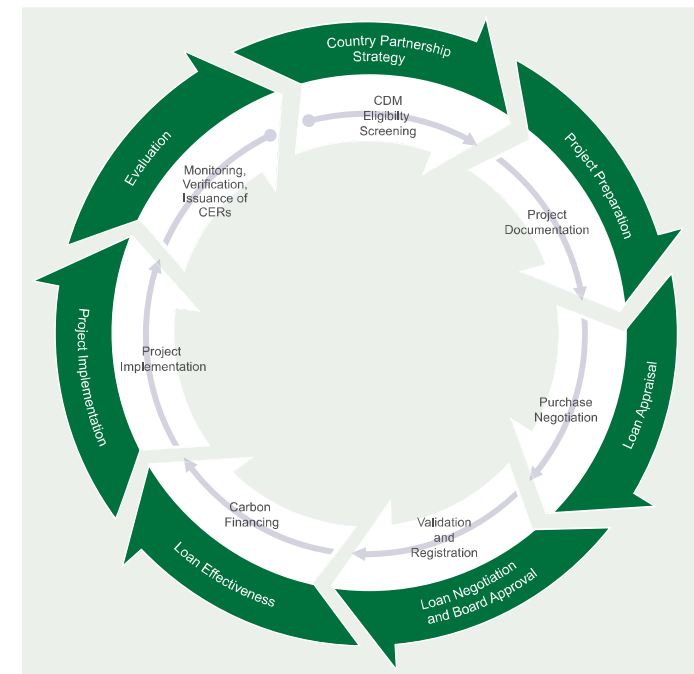 Country Partnership
Strategy
CDM
Eligibilty
Screening
Project Preparation
Project
Documentation
Loan Appraisal
Purchase
Negotiation
Loan Negotiation
and Board Approval
Validation
and
Registration
Loan Effectiveness
Carbon
Financing
Project Implementation
Project
Implementation
Evaluation
Monitoring,
Verification,
Issuance of
CERs